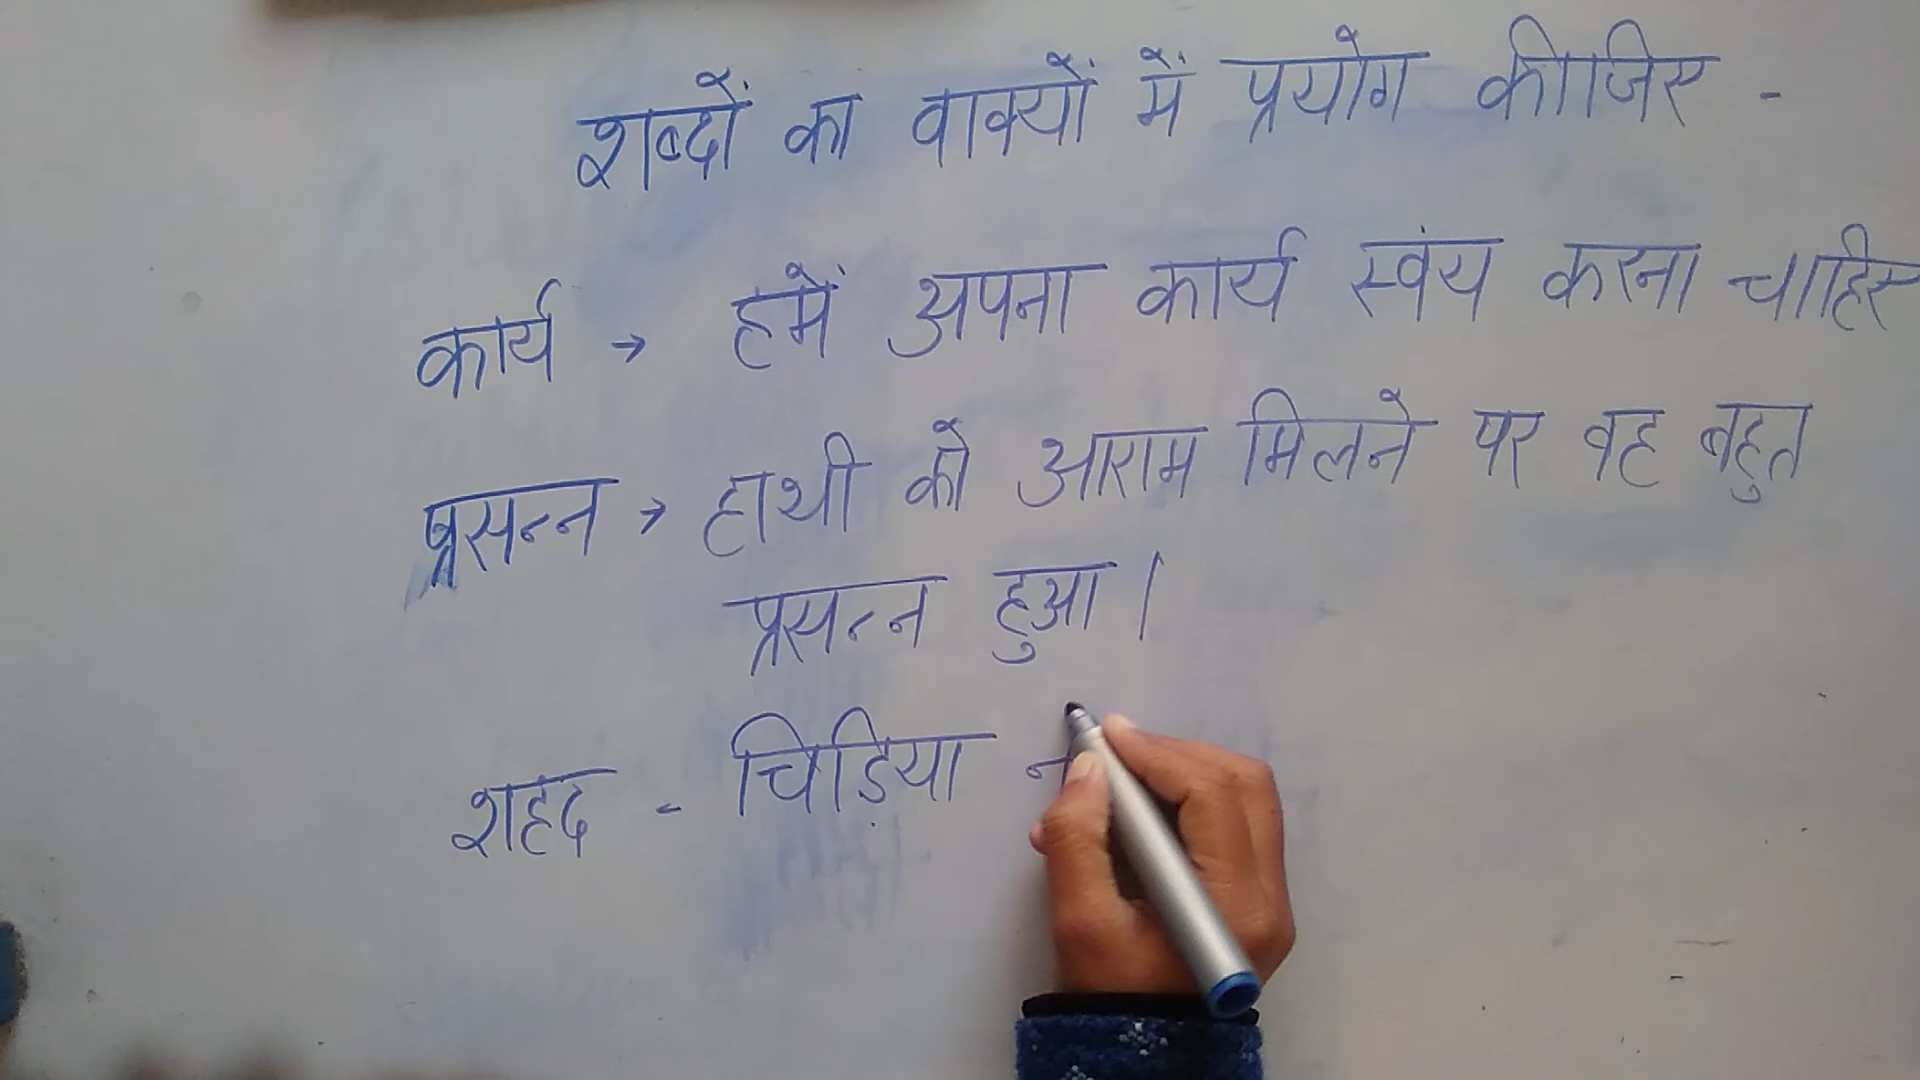 शब्दों का वाक्यों में प्रयोग कीजिए -
कार्य → हमें अपना कार्य स्वंय करना चाहिए
प्रसन्न → हाथी को आराम मिलने पर वह बहुत
प्रसन्न हुआ।
शहद - चिड़िया